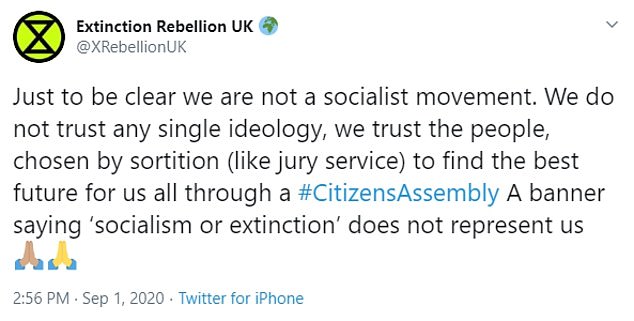 Extinction Rebellion UK 🌍
@XRebellionUK
Just to be clear we are not a socialist movement. We do
not trust any single ideology, we trust the people,
chosen by sortition (like jury service) to find the best
future for us all through a #CitizensAssembly A banner
saying ‘socialism or extinction’ does not represent us
🙏🏽🙏
2:56 PM · Sep 1, 2020 · Twitter for iPhone